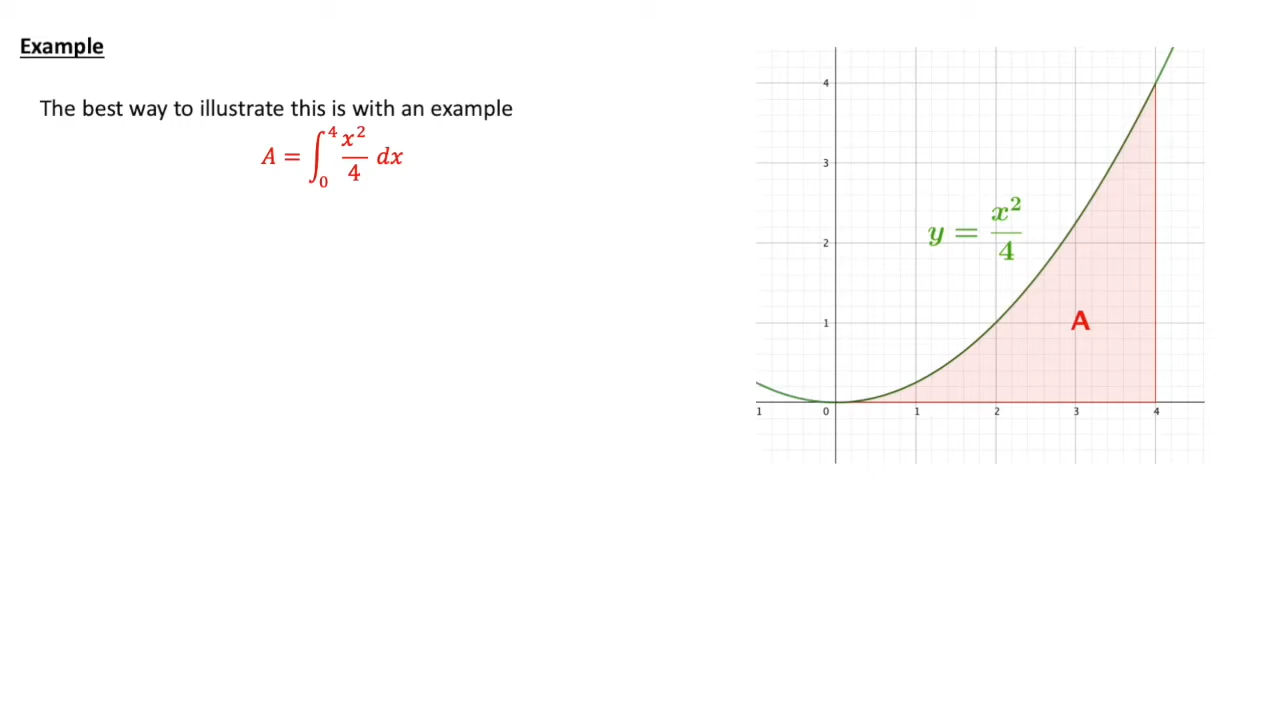 Example
The best way to illustrate this is with an example
A = ∫₀⁴ x²/4 dx
4
3
y = x²/4
2
A
1
1 0 1 2 3 4